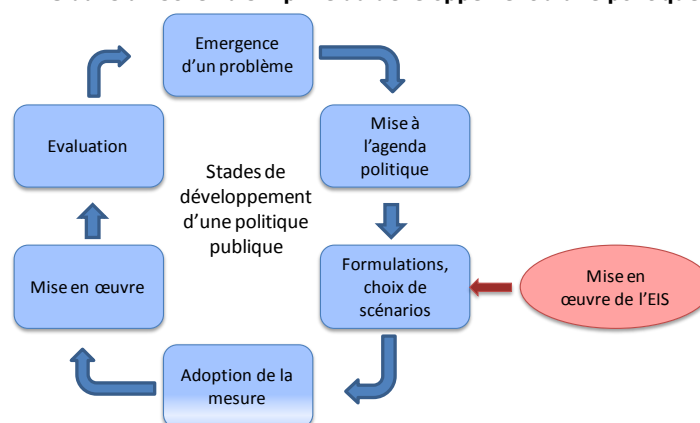 Emergence
d'un problème
Mise à
l'agenda
politique
Evaluation
Stades de
développement
d'une politique
publique
Formulations,
choix de
scénarios
Mise en
œuvre de l'EIS
Mise en œuvre
Adoption de la
mesure